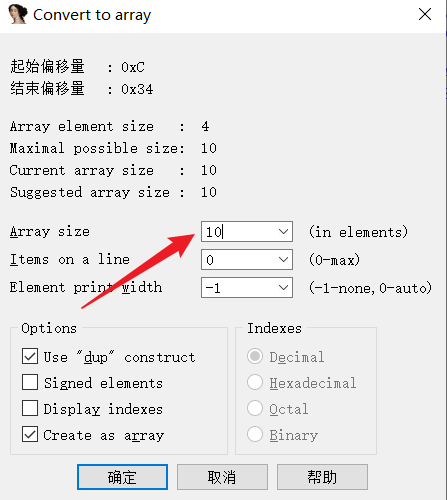 Convert to array
起始偏移量 : 0xC
结束偏移量 : 0x34
Array element size : 4
Maximal possible size: 10
Current array size : 10
Suggested array size : 10
Array size 10 (in elements)
Items on a line 0 (0-max)
Element print width -1 (-1-none,0-auto)
Options Indexes
Use "dup" construct Decimal
Signed elements Hexadecimal
Display indexes Octal
Create as array Binary
确定 取消 帮助